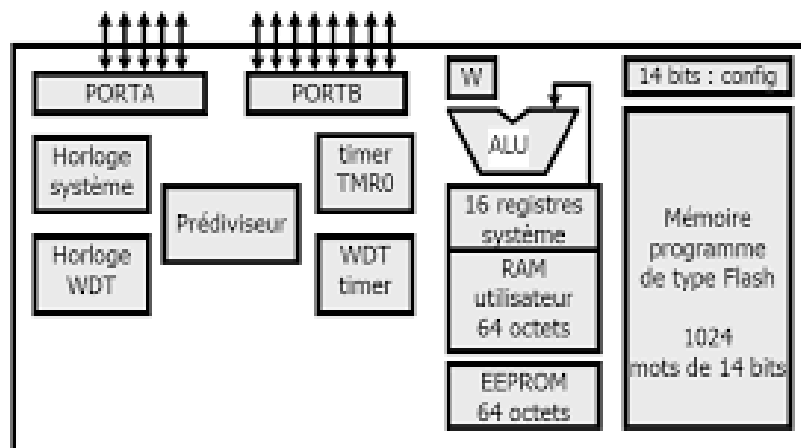 PORTA
PORTB
W
14 bits : config
ALU
Horloge
système
timer
TMR0
Prédiviseur
Horloge
WDT
WDT
timer
16 registres
système
RAM
utilisateur
64 octets
EEPROM
64 octets
Mémoire
programme
de type Flash
1024
mots de 14 bits